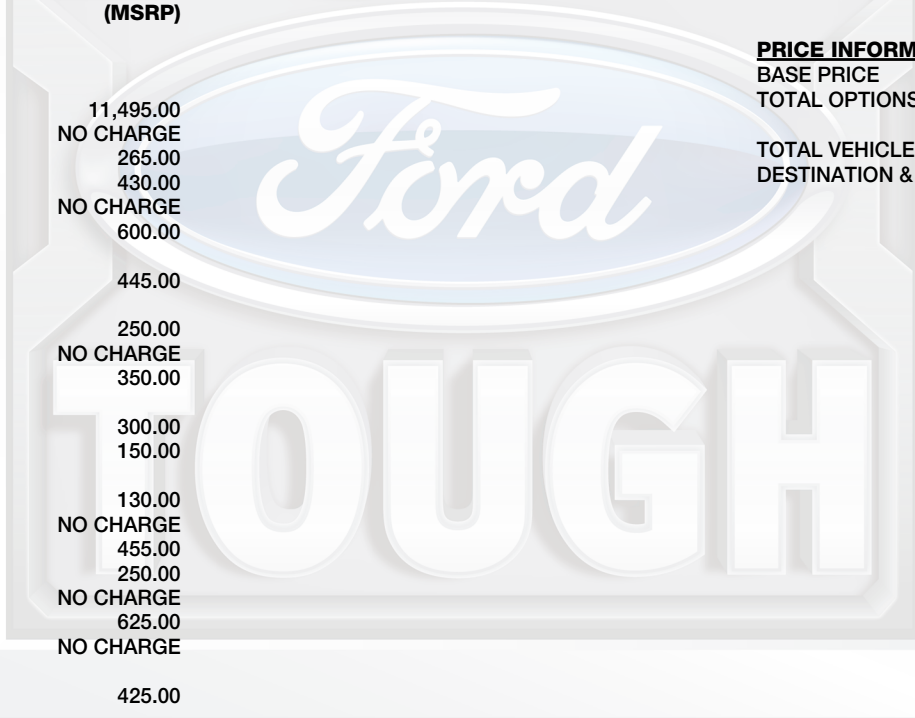 (MSRP)
11,495.00
NO CHARGE
265.00
430.00
NO CHARGE
600.00
445.00
250.00
NO CHARGE
350.00
300.00
150.00
130.00
NO CHARGE
455.00
250.00
NO CHARGE
625.00
NO CHARGE
425.00
PRICE INFORM
BASE PRICE
TOTAL OPTIONS
TOTAL VEHICLE
DESTINATION &
Ford
TOUGH